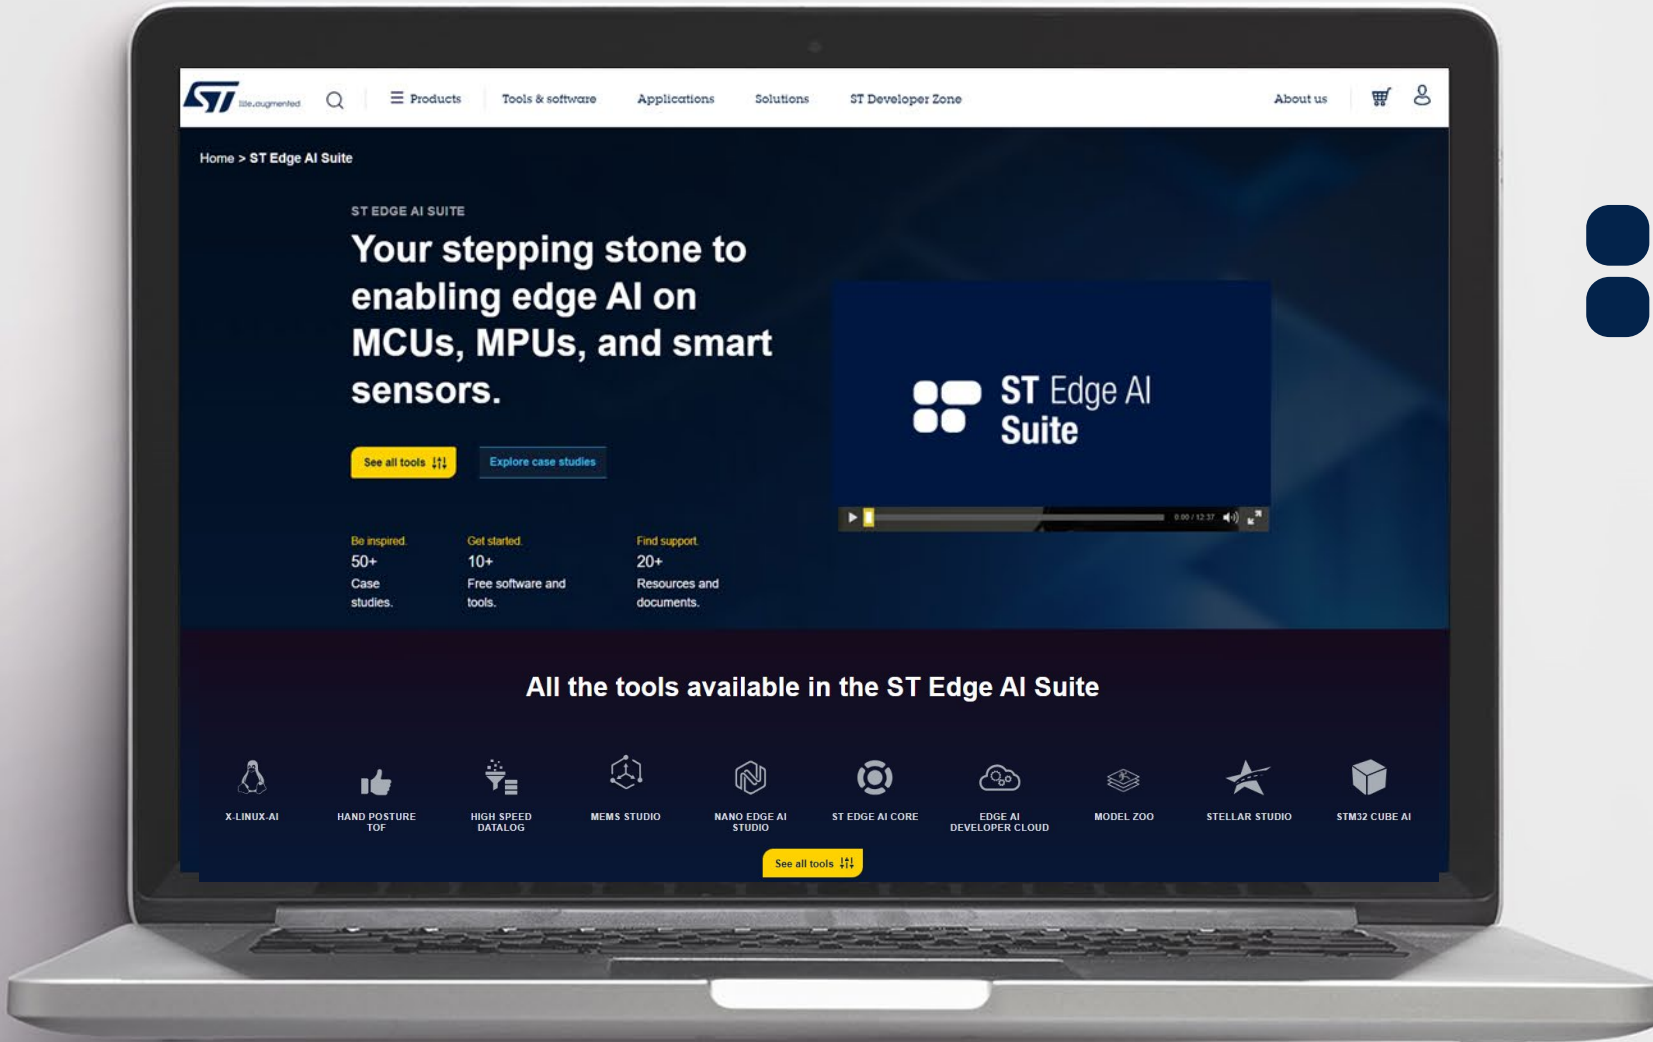 ST life.augmented
Products
Tools & software
Applications
Solutions
ST Developer Zone
About us
Home > ST Edge AI Suite
ST EDGE AI SUITE
Your stepping stone to
enabling edge AI on
MCUs, MPUs, and smart
sensors.
See all tools
Explore case studies
Be inspired.
50+
Case
studies.
Get started.
10+
Free software and
tools.
Find support.
20+
Resources and
documents.
ST Edge AI
Suite
0:00 / 12:37
All the tools available in the ST Edge AI Suite
X-LINUX-AI
HAND POSTURE
TOF
HIGH SPEED
DATALOG
MEMS STUDIO
NANO EDGE AI
STUDIO
ST EDGE AI CORE
EDGE AI
DEVELOPER CLOUD
MODEL ZOO
STELLAR STUDIO
STM32 CUBE AI
See all tools